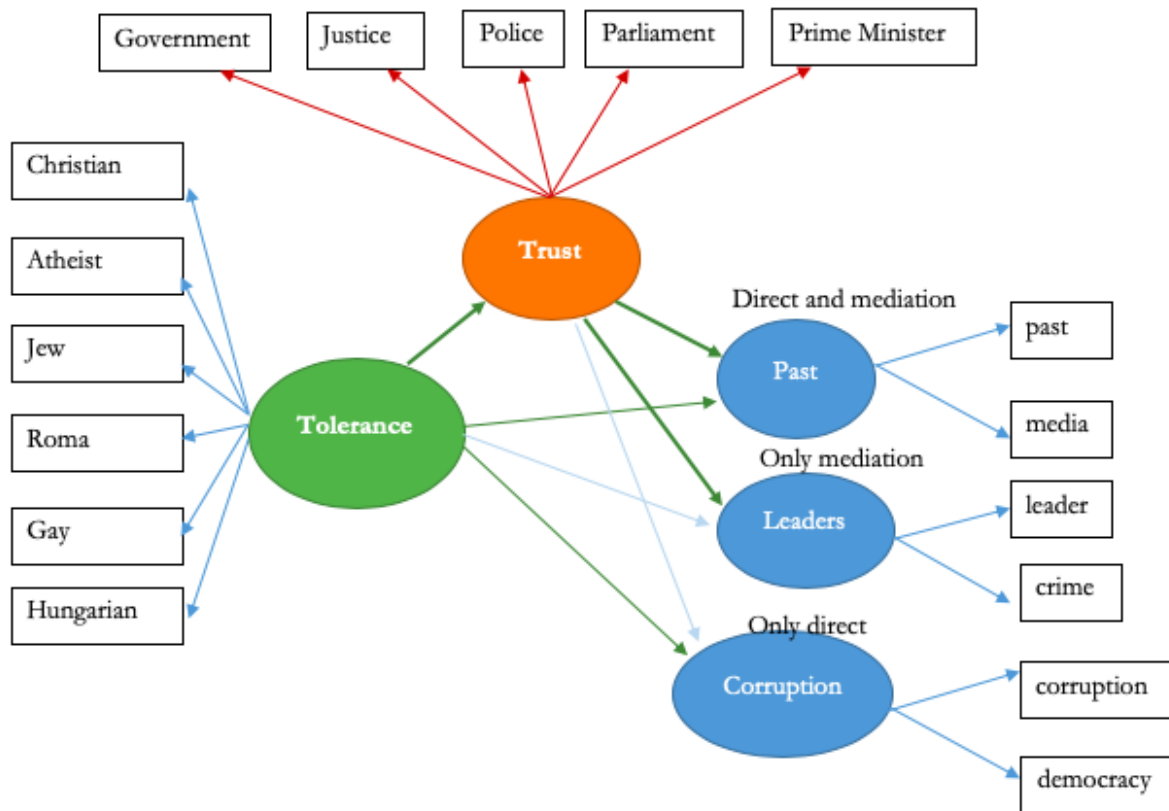 Government
Justice
Police
Parliament
Prime Minister
Christian
Atheist
Jew
Roma
Gay
Hungarian
Trust
Tolerance
Direct and mediation
Past
past
media
Only mediation
Leaders
leader
crime
Only direct
Corruption
corruption
democracy